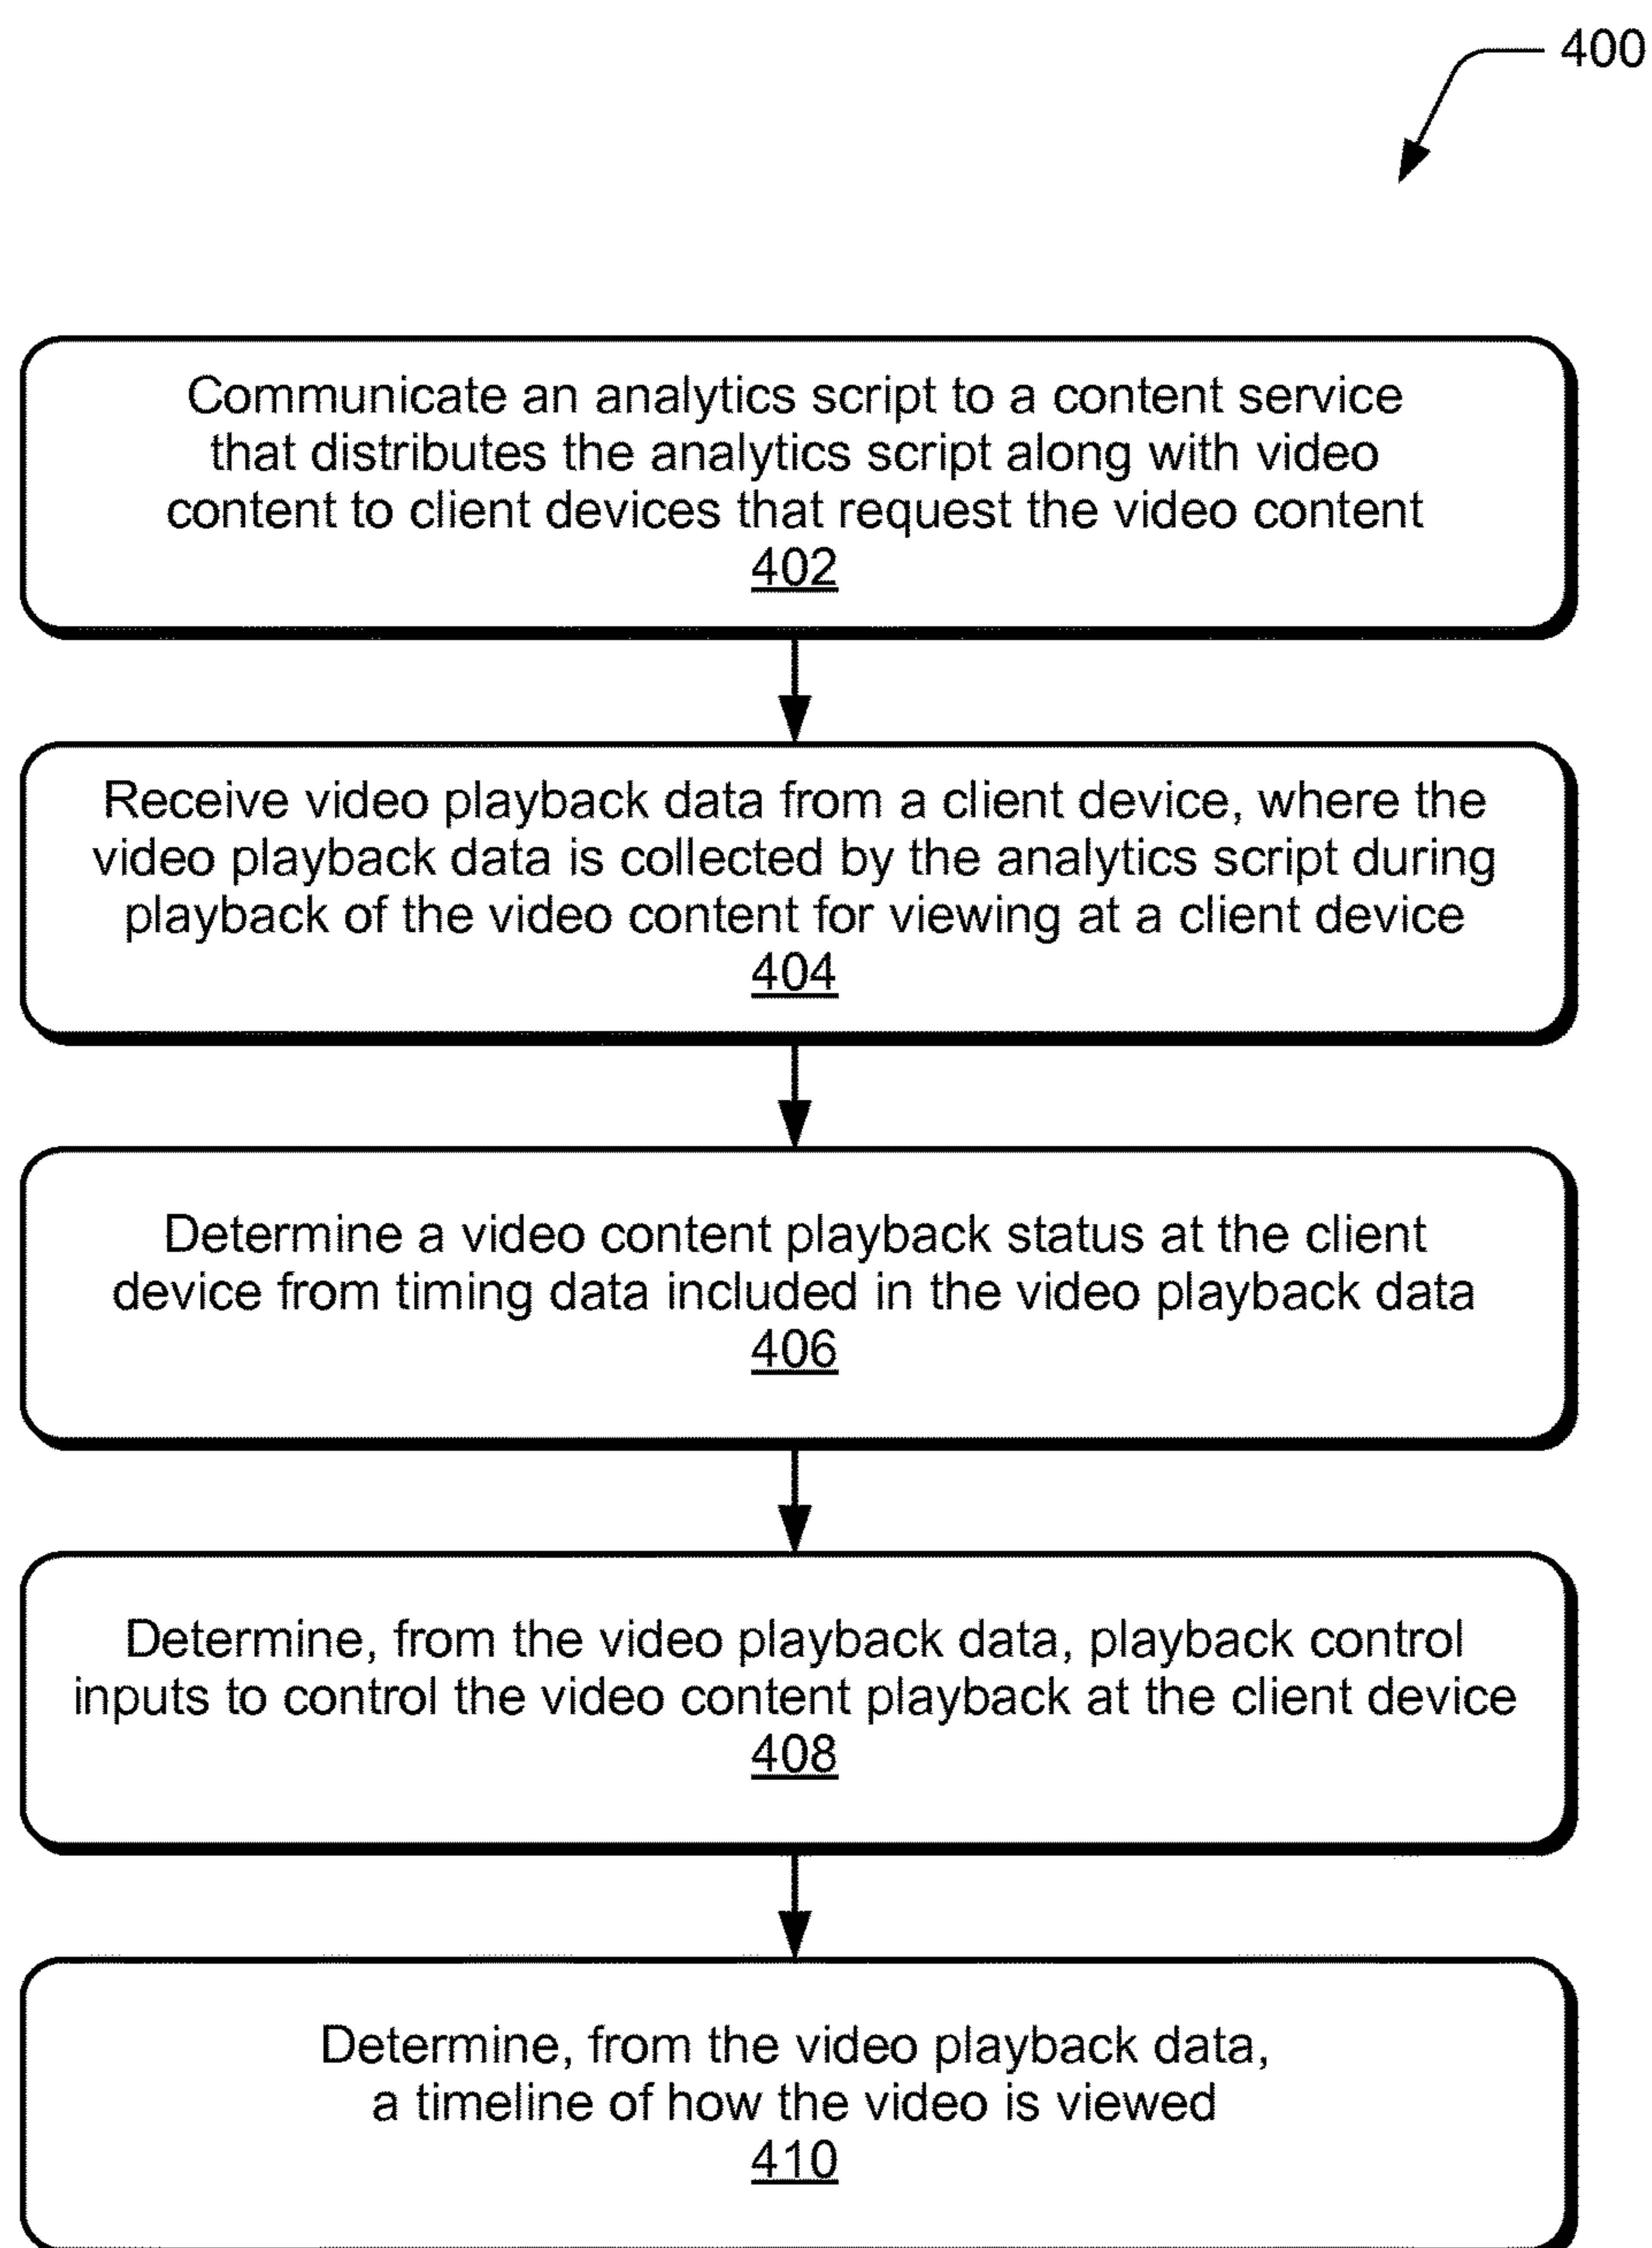 400
Communicate an analytics script to a content service
that distributes the analytics script along with video
content to client devices that request the video content
402
Receive video playback data from a client device, where the
video playback data is collected by the analytics script during
playback of the video content for viewing at a client device
404
Determine a video content playback status at the client
device from timing data included in the video playback data
406
Determine, from the video playback data, playback control
inputs to control the video content playback at the client device
408
Determine, from the video playback data,
a timeline of how the video is viewed
410